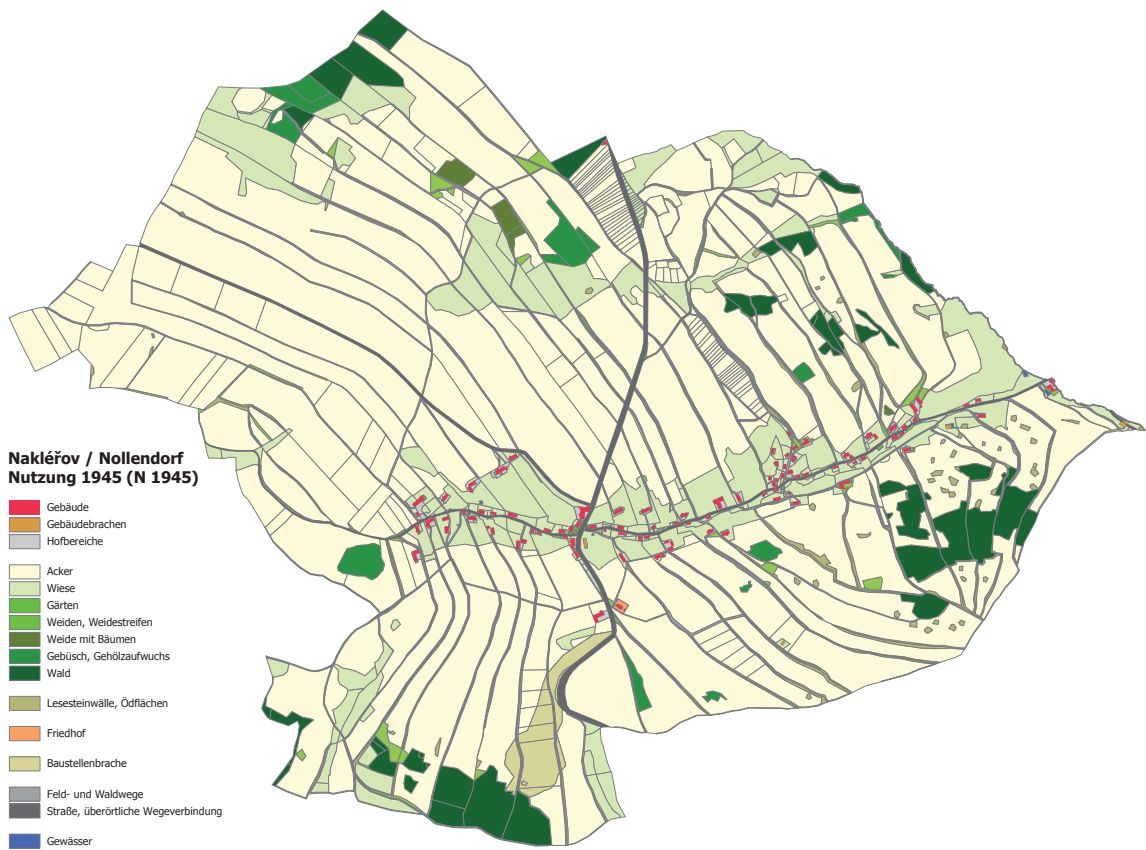 Nakléřov / Nollendorf
Nutzung 1945 (N 1945)
Gebäude
Gebäudebrachen
Hofbereiche
Acker
Wiese
Gärten
Weiden, Weidestreifen
Weide mit Bäumen
Gebüsch, Gehölzaufwuchs
Wald
Lesesteinwälle, Ödflächen
Friedhof
Baustellenbrache
Feld- und Waldwege
Straße, überörtliche Wegeverbindung
Gewässer